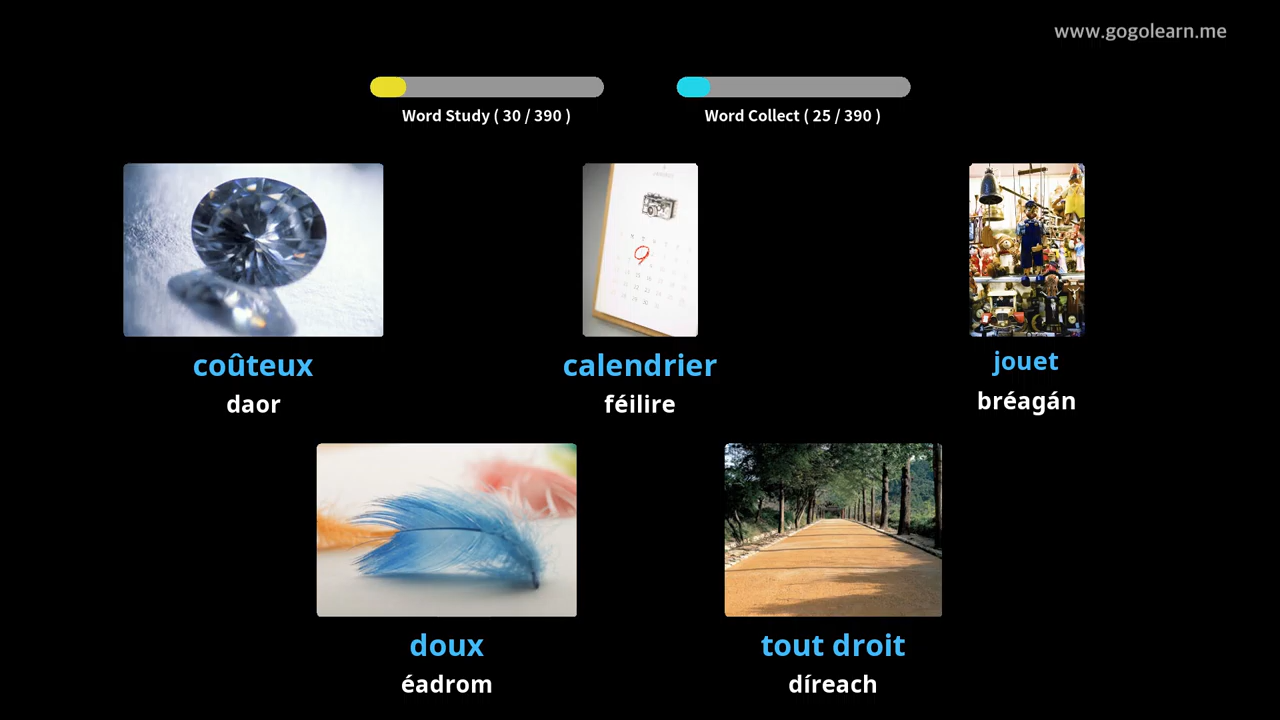 www.gogolearn.me
Word Study ( 30 / 390 )
Word Collect ( 25 / 390 )
coûteux
daor
calendrier
féilire
jouet
bréagán
doux
éadrom
tout droit
díreach